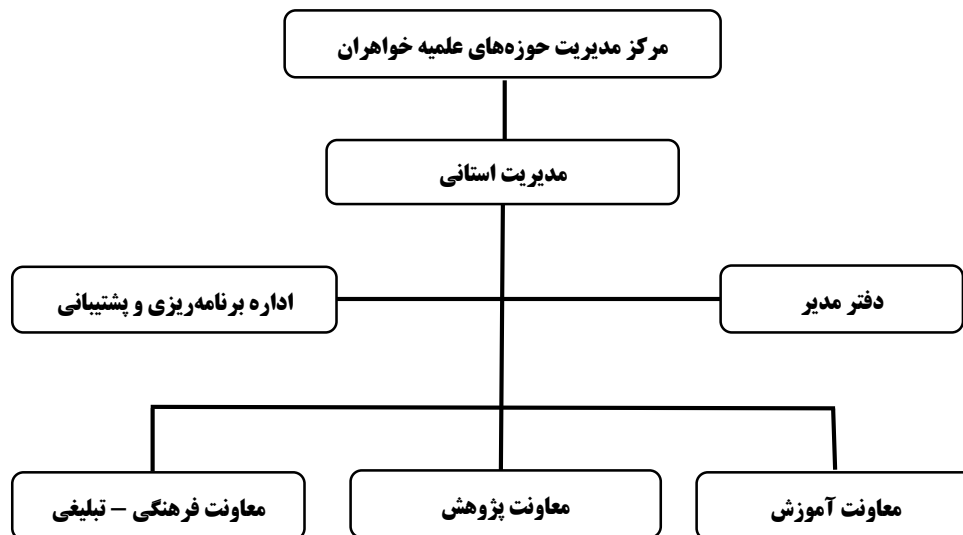 مرکز مدیریت حوزه‌های علمیه خواهران
مدیریت استانی
دفتر مدیر
اداره برنامه‌ریزی و پشتیبانی
معاونت آموزش
معاونت پژوهش
معاونت فرهنگی – تبلیغی